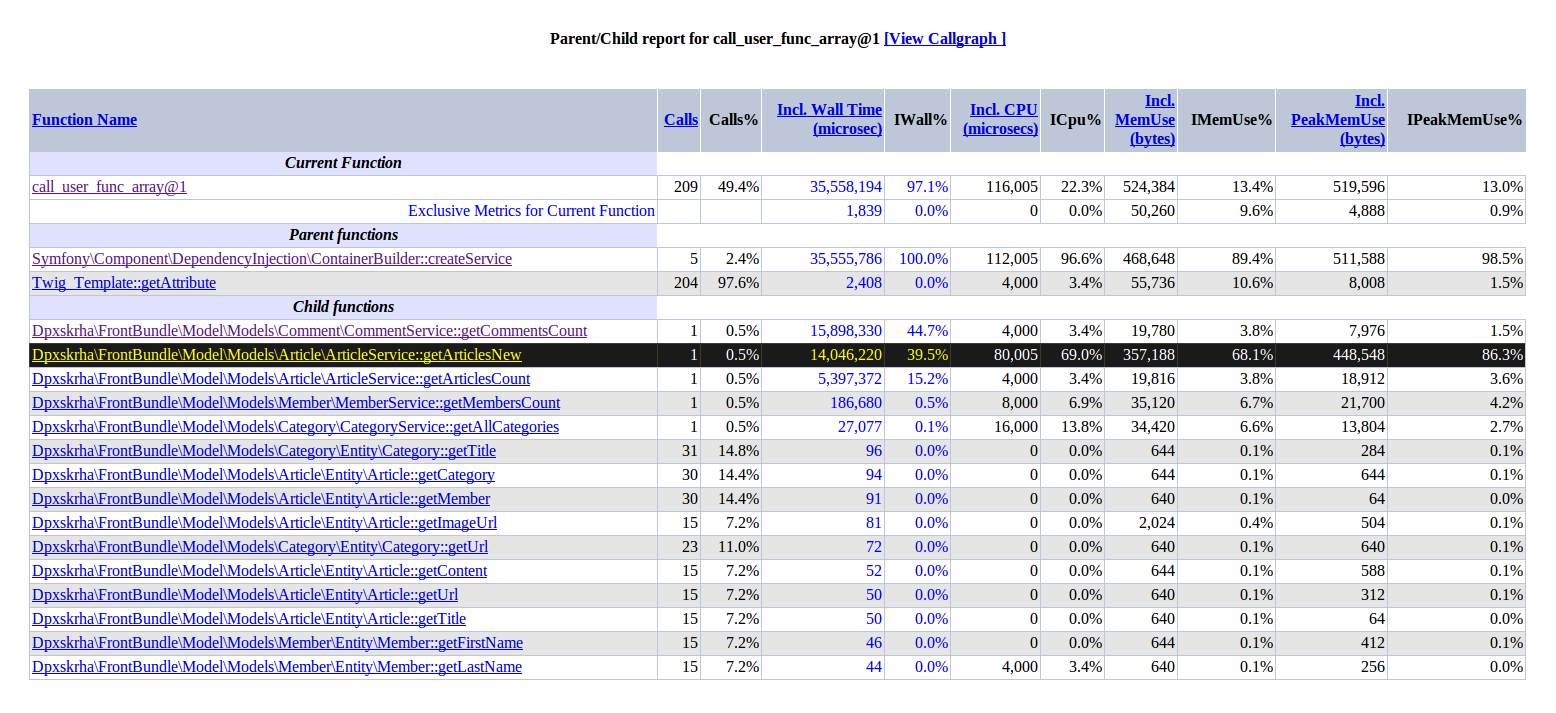 Parent/Child report for call_user_func_array@1 [View Callgraph ]
Function Name Calls Calls% Incl. Wall Time (microsec) IWall% Incl. CPU (microsecs) ICpu% Incl. MemUse (bytes) IMemUse% Incl. PeakMemUse (bytes) IPeakMemUse%
Current Function
call_user_func_array@1 209 49.4% 35,558,194 97.1% 116,005 22.3% 524,384 13.4% 519,596 13.0%
Exclusive Metrics for Current Function 1,839 0.0% 0 0.0% 50,260 9.6% 4,888 0.9%
Parent functions
Symfony\Component\DependencyInjection\ContainerBuilder::createService 5 2.4% 35,555,786 100.0% 112,005 96.6% 468,648 89.4% 511,588 98.5%
Twig_Template::getAttribute 204 97.6% 2,408 0.0% 4,000 3.4% 55,736 10.6% 8,008 1.5%
Child functions
Dpxskrha\FrontBundle\Model\Models\Comment\CommentService::getCommentsCount 1 0.5% 15,898,330 44.7% 4,000 3.4% 19,780 3.8% 7,976 1.5%
Dpxskrha\FrontBundle\Model\Models\Article\ArticleService::getArticlesNew 1 0.5% 14,046,220 39.5% 80,005 69.0% 357,188 68.1% 448,548 86.3%
Dpxskrha\FrontBundle\Model\Models\Article\ArticleService::getArticlesCount 1 0.5% 5,397,372 15.2% 4,000 3.4% 19,816 3.8% 18,912 3.6%
Dpxskrha\FrontBundle\Model\Models\Member\MemberService::getMembersCount 1 0.5% 186,680 0.5% 8,000 6.9% 35,120 6.7% 21,700 4.2%
Dpxskrha\FrontBundle\Model\Models\Category\CategoryService::getAllCategories 1 0.5% 27,077 0.1% 16,000 13.8% 34,420 6.6% 13,804 2.7%
Dpxskrha\FrontBundle\Model\Models\Category\Entity\Category::getTitle 31 14.8% 96 0.0% 0 0.0% 644 0.1% 284 0.1%
Dpxskrha\FrontBundle\Model\Models\Article\Entity\Article::getCategory 30 14.4% 94 0.0% 0 0.0% 644 0.1% 644 0.1%
Dpxskrha\FrontBundle\Model\Models\Article\Entity\Article::getMember 30 14.4% 91 0.0% 0 0.0% 640 0.1% 64 0.0%
Dpxskrha\FrontBundle\Model\Models\Article\Entity\Article::getImageUrl 15 7.2% 81 0.0% 0 0.0% 2,024 0.4% 504 0.1%
Dpxskrha\FrontBundle\Model\Models\Category\Entity\Category::getUrl 23 11.0% 72 0.0% 0 0.0% 640 0.1% 640 0.1%
Dpxskrha\FrontBundle\Model\Models\Article\Entity\Article::getContent 15 7.2% 52 0.0% 0 0.0% 644 0.1% 588 0.1%
Dpxskrha\FrontBundle\Model\Models\Article\Entity\Article::getUrl 15 7.2% 50 0.0% 0 0.0% 640 0.1% 312 0.1%
Dpxskrha\FrontBundle\Model\Models\Article\Entity\Article::getTitle 15 7.2% 50 0.0% 0 0.0% 640 0.1% 64 0.0%
Dpxskrha\FrontBundle\Model\Models\Member\Entity\Member::getFirstName 15 7.2% 46 0.0% 0 0.0% 644 0.1% 412 0.1%
Dpxskrha\FrontBundle\Model\Models\Member\Entity\Member::getLastName 15 7.2% 44 0.0% 4,000 3.4% 640 0.1% 256 0.0%